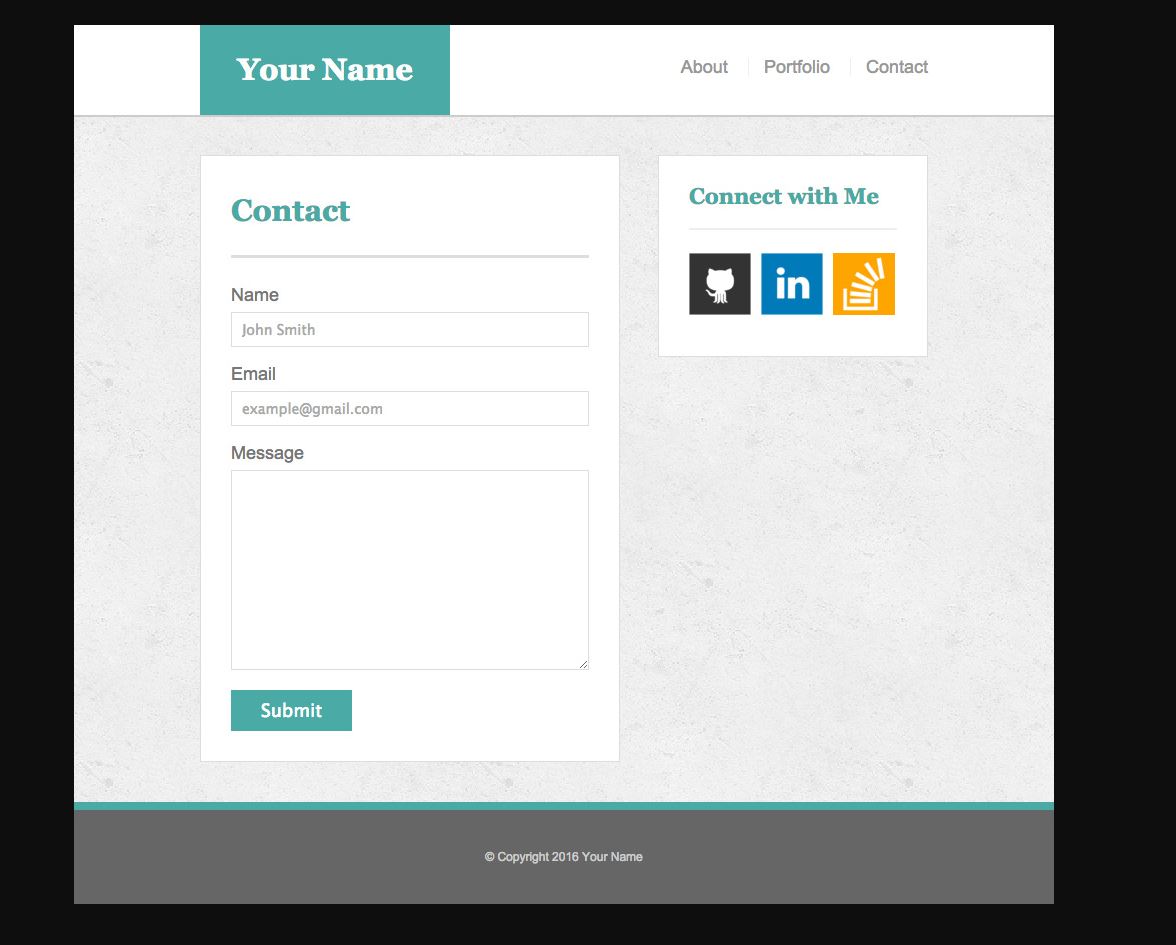 Your Name
About
Portfolio
Contact
Contact
Name
John Smith
Email
example@gmail.com
Message
Submit
Connect with Me
in
© Copyright 2016 Your Name